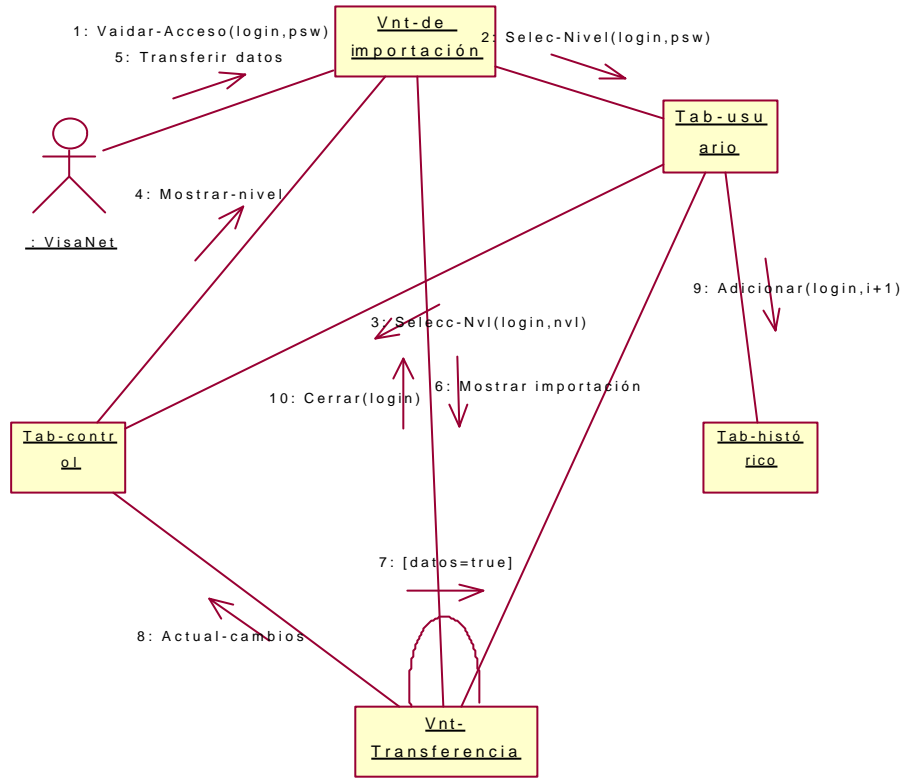 Vnt-de
importación
1: Vaidar-Acceso(login,psw)
2: Selec-Nivel(login,psw)
5: Transferir datos
Tab-usu
ario
4: Mostrar-nivel
: VisaNet
9: Adicionar(login,i+1)
3: Selecc-Nvl(login,nvl)
6: Mostrar importación
10: Cerrar(login)
Tab-contr
ol
Tab-histó
rico
7: [datos=true]
8: Actual-cambios
Vnt-
Transferencia